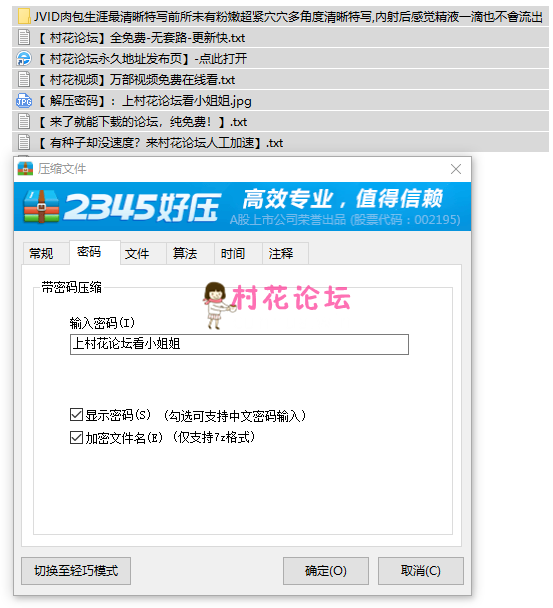 JVID肉包生涯最清晰特写前所未有粉嫩超紧穴穴多角度清晰特写,内射后感觉精液一滴也不會流出
【 村花论坛】全免费-无套路-更新快.txt
【 村花论坛永久地址发布页】-点此打开
【 村花视频】万部视频免费在线看.txt
【 解压密码】：上村花论坛看小姐姐.jpg
【 来了就能下载的论坛，纯免费！】.txt
【 有种子却没速度？来村花论坛人工加速】.txt
压缩文件
2345好压
高效专业，值得信赖
A股上市公司荣誉出品 (股票代码：002195)
常规 密码 文件 算法 时间 注释
带密码压缩
村花论坛
输入密码(I)
上村花论坛看小姐姐
显示密码(S) (勾选可支持中文密码输入)
加密文件名(E) (仅支持7z格式)
切换至轻巧模式 确定(O) 取消(C)